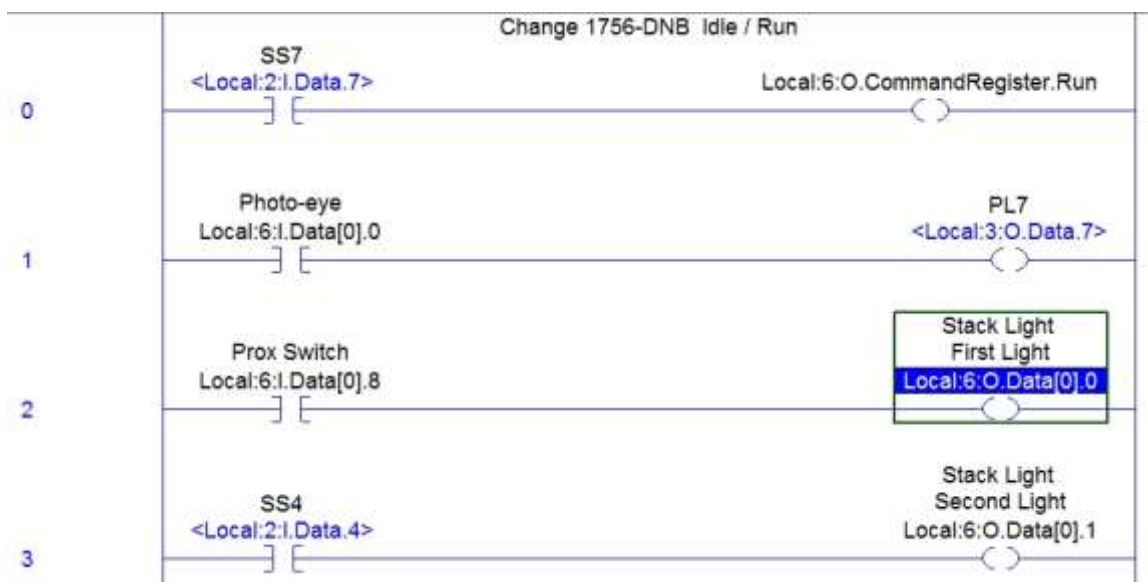 Change 1756-DNB Idle / Run
SS7
<Local:2:I.Data.7>
Local:6:O.CommandRegister.Run
0
Photo-eye
Local:6:I.Data[0].0
PL7
<Local:3:O.Data.7>
1
Prox Switch
Local:6:I.Data[0].8
Stack Light
First Light
Local:6:O.Data[0].0
2
SS4
<Local:2:I.Data.4>
Stack Light
Second Light
Local:6:O.Data[0].1
3